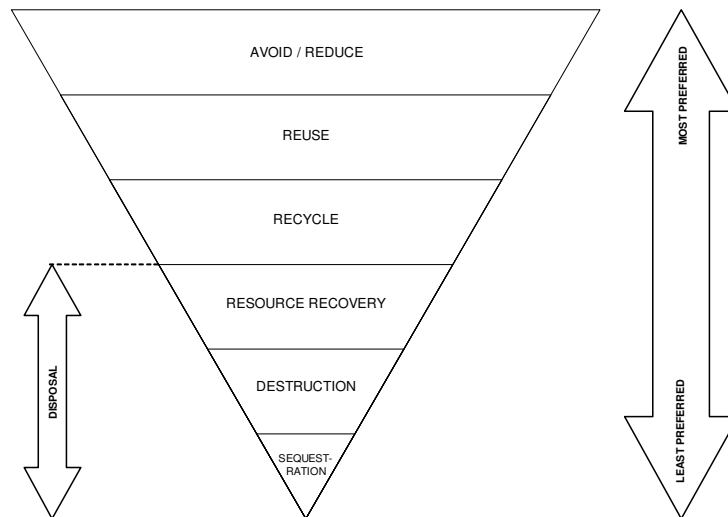 AVOID / REDUCE
REUSE
RECYCLE
RESOURCE RECOVERY
DESTRUCTION
SEQUEST-
RATION
DISPOSAL
MOST PREFERRED
LEAST PREFERRED